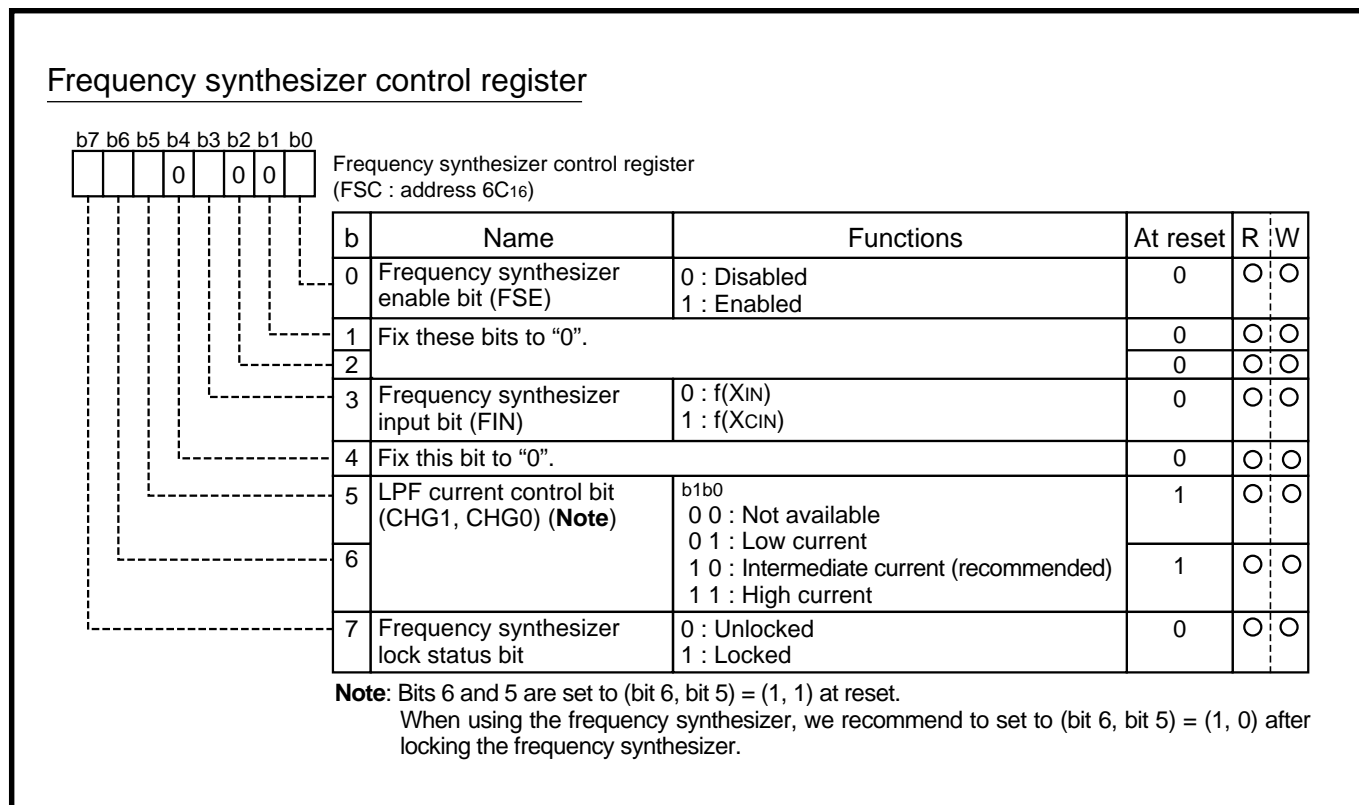 Frequency synthesizer control register
b7 b6 b5 b4 b3 b2 b1 b0
0 0 0
Frequency synthesizer control register
(FSC : address 6C16)
b Name Functions At reset R W
0 Frequency synthesizer enable bit (FSE) 0 : Disabled 0 ○ ○
1 : Enabled
1 Fix these bits to “0”. 0 ○ ○
2 0 ○ ○
3 Frequency synthesizer input bit (FIN) 0 : f(XIN) 0 ○ ○
1 : f(XCIN)
4 Fix this bit to “0”. 0 ○ ○
5 LPF current control bit b1b0 1 ○ ○
(CHG1, CHG0) (Note) 0 0 : Not available
0 1 : Low current
6 1 0 : Intermediate current (recommended) 1 ○ ○
1 1 : High current
7 Frequency synthesizer 0 : Unlocked 0 ○ ○
lock status bit 1 : Locked
Note: Bits 6 and 5 are set to (bit 6, bit 5) = (1, 1) at reset.
When using the frequency synthesizer, we recommend to set to (bit 6, bit 5) = (1, 0) after
locking the frequency synthesizer.